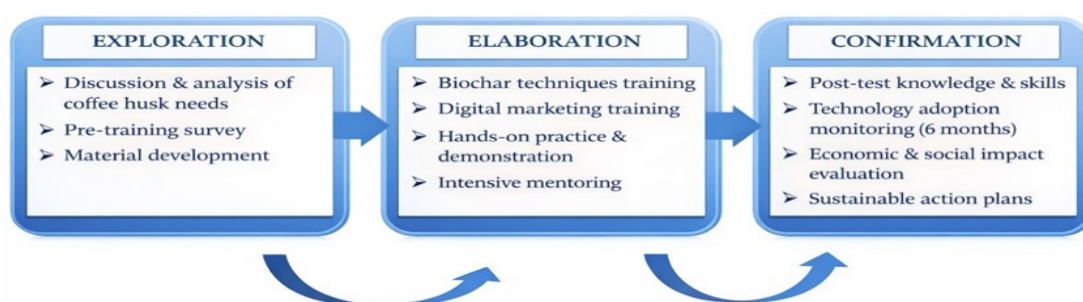 EXPLORATION
➤ Discussion & analysis of
coffee husk needs
➤ Pre-training survey
➤ Material development
ELABORATION
➤ Biochar techniques training
➤ Digital marketing training
➤ Hands-on practice &
demonstration
➤ Intensive mentoring
CONFIRMATION
➤ Post-test knowledge & skills
➤ Technology adoption
monitoring (6 months)
➤ Economic & social impact
evaluation
➤ Sustainable action plans